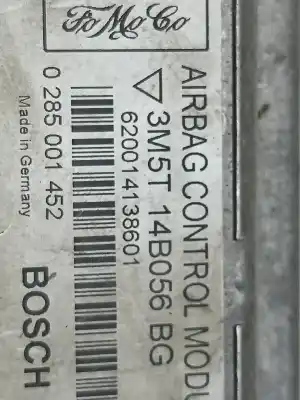 FoMoCo
AIRBAG CONTROL MODU
3M5T 14B056 BG
620014138601
0 285 001 452
Made in Germany
BOSCH